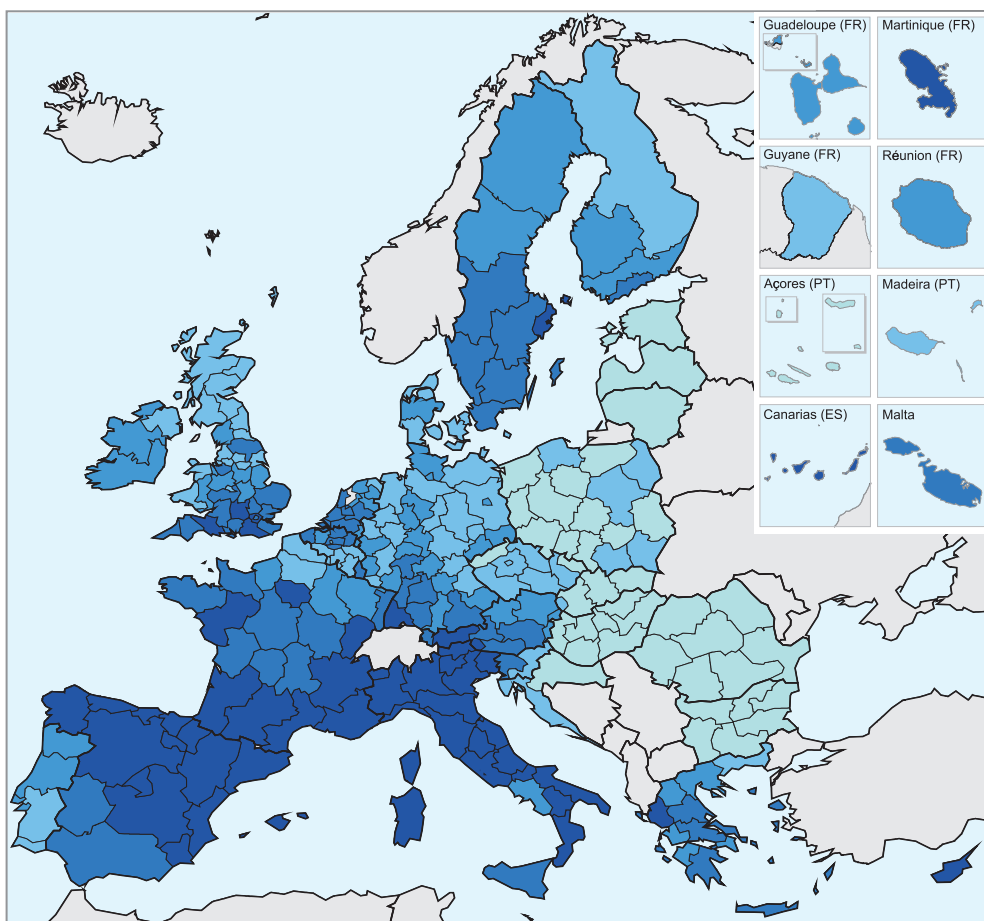 Guadeloupe (FR)
Martinique (FR)
Guyane (FR)
Réunion (FR)
Açores (PT)
Madeira (PT)
Canarias (ES)
Malta